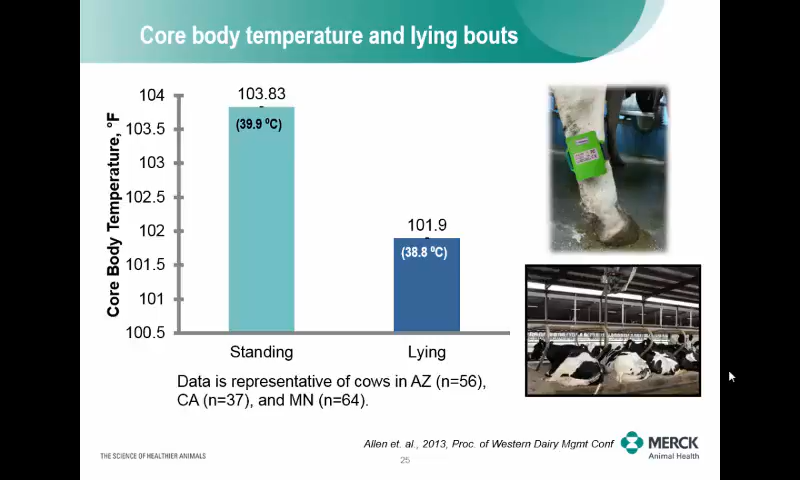 Core body temperature and lying bouts
Core Body Temperature, °F
104
103.5
103
102.5
102
101.5
101
100.5
103.83
(39.9 ºC)
101.9
(38.8 ºC)
Standing
Lying
Data is representative of cows in AZ (n=56),
CA (n=37), and MN (n=64).
Allen et. al., 2013, Proc. of Western Dairy Mgmt Conf
MERCK
Animal Health
THE SCIENCE OF HEALTHIER ANIMALS
25